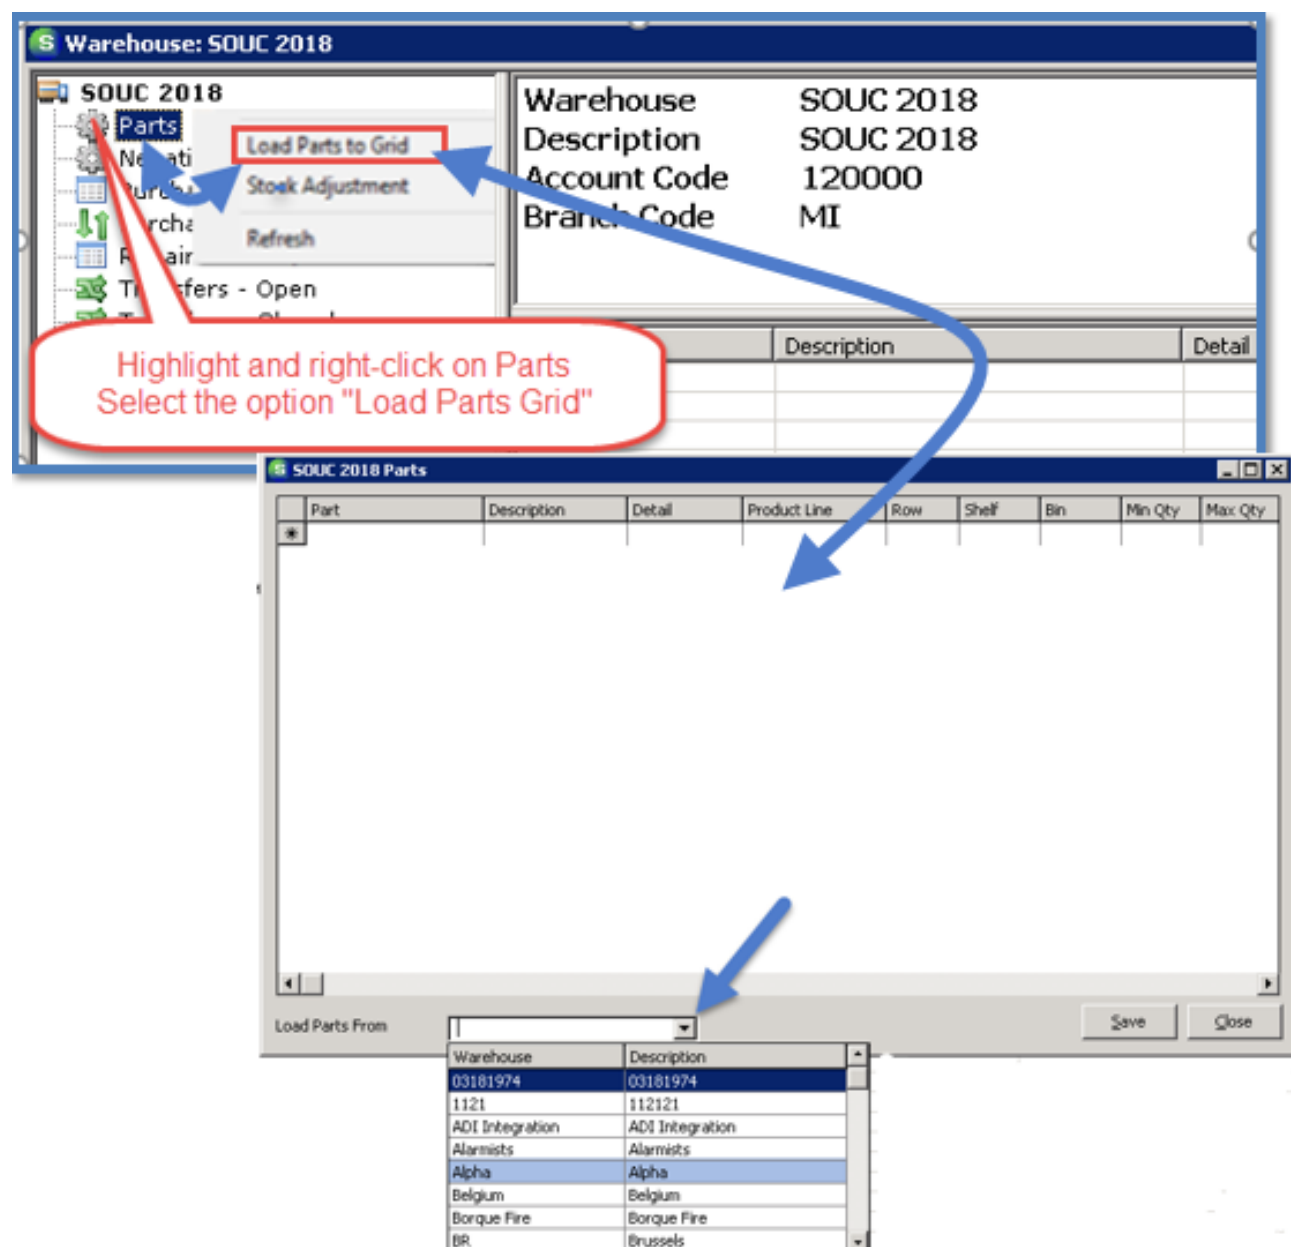 S Warehouse: SOUC 2018
SOUC 2018
Parts
Load Parts to Grid
Stock Adjustment
Refresh
- Open
Warehouse SOUC 2018
Description SOUC 2018
Account Code 120000
Branch Code MI
Description Detail
Highlight and right-click on Parts
Select the option "Load Parts Grid"
S SOUC 2018 Parts
Part Description Detail Product Line Row Shelf Bin Min Qty Max Qty
Load Parts From Save Close
Warehouse Description
03181974 03181974
1121 112121
ADI Integration ADI Integration
Alarmists Alarmists
Alpha Alpha
Belgium Belgium
Borque Fire Borque Fire
BR Brussels